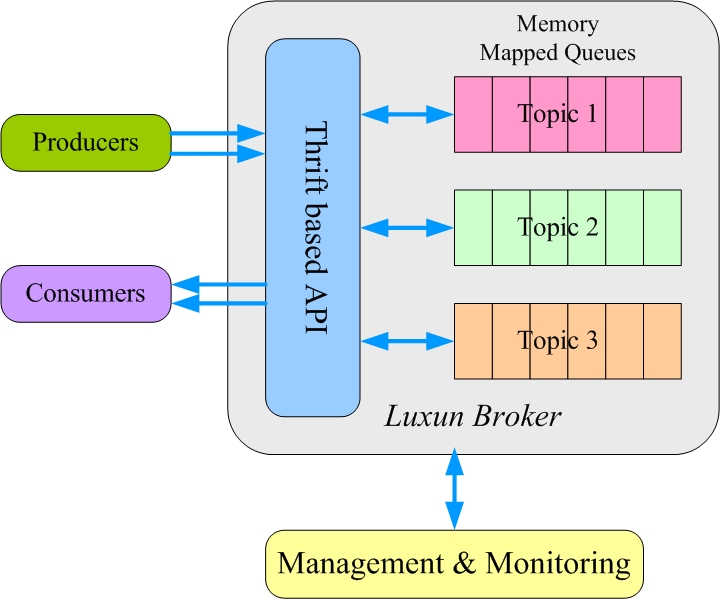 Memory
Mapped Queues
Producers
Consumers
Thrift based API
Topic 1
Topic 2
Topic 3
Luxun Broker
Management & Monitoring